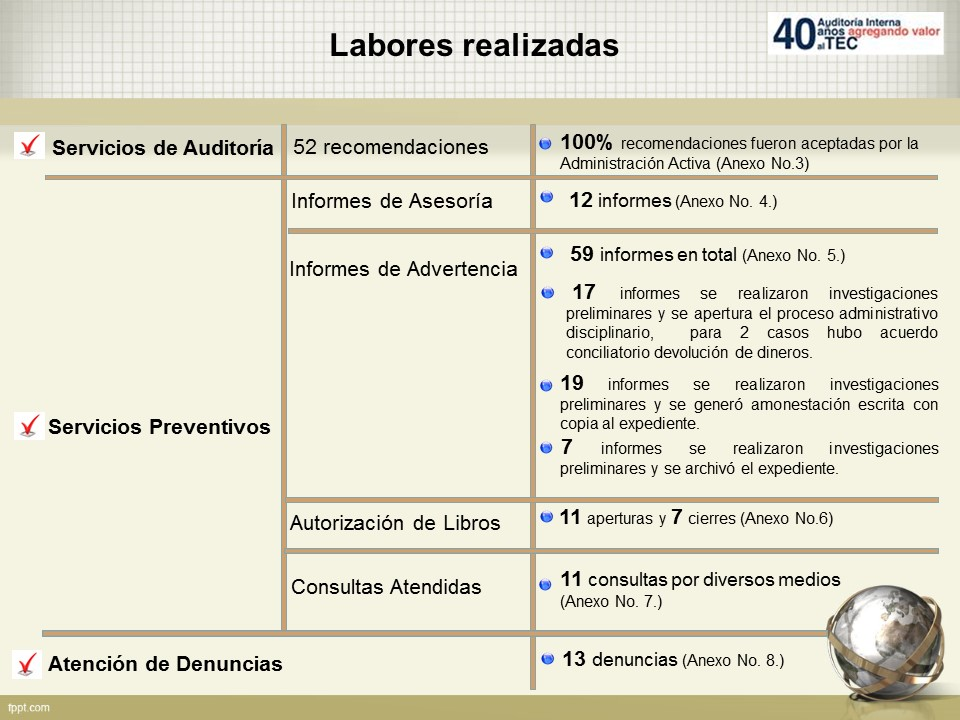 Labores realizadas
40 Auditoría Interna
años agregando valor
al TEC
Servicios de Auditoría
52 recomendaciones
100% recomendaciones fueron aceptadas por la
Administración Activa (Anexo No.3)
Servicios Preventivos
Informes de Asesoría
12 informes (Anexo No. 4.)
Informes de Advertencia
59 informes en total (Anexo No. 5.)
17 informes se realizaron investigaciones
preliminares y se apertura el proceso administrativo
disciplinario, para 2 casos hubo acuerdo
conciliatorio devolución de dineros.
19 informes se realizaron investigaciones
preliminares y se generó amonestación escrita con
copia al expediente.
7 informes se realizaron investigaciones
preliminares y se archivó el expediente.
Autorización de Libros
11 aperturas y 7 cierres (Anexo No.6)
Consultas Atendidas
11 consultas por diversos medios
(Anexo No. 7.)
Atención de Denuncias
13 denuncias (Anexo No. 8.)
fppt.com